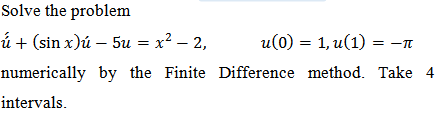 Solve the problem
ű + (sin x)ú − 5u = x² − 2, u(0) = 1, u(1) = −π
numerically by the Finite Difference method. Take 4
intervals.